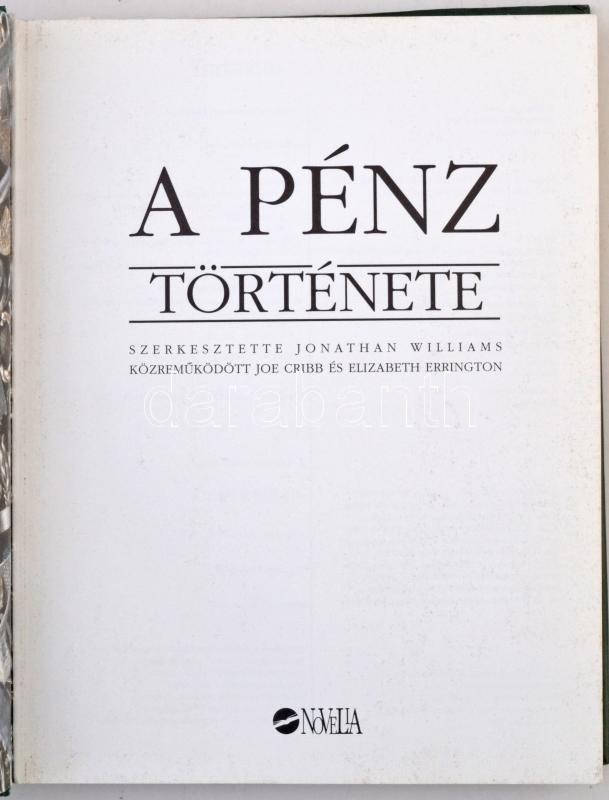 A PÉNZ
TÖRTÉNETE
SZERKESZTETTE JONATHAN WILLIAMS
KÖZREMŰKÖDÖTT JOE CRIBB ÉS ELIZABETH ERRINGTON
darabanth
NOVELLA